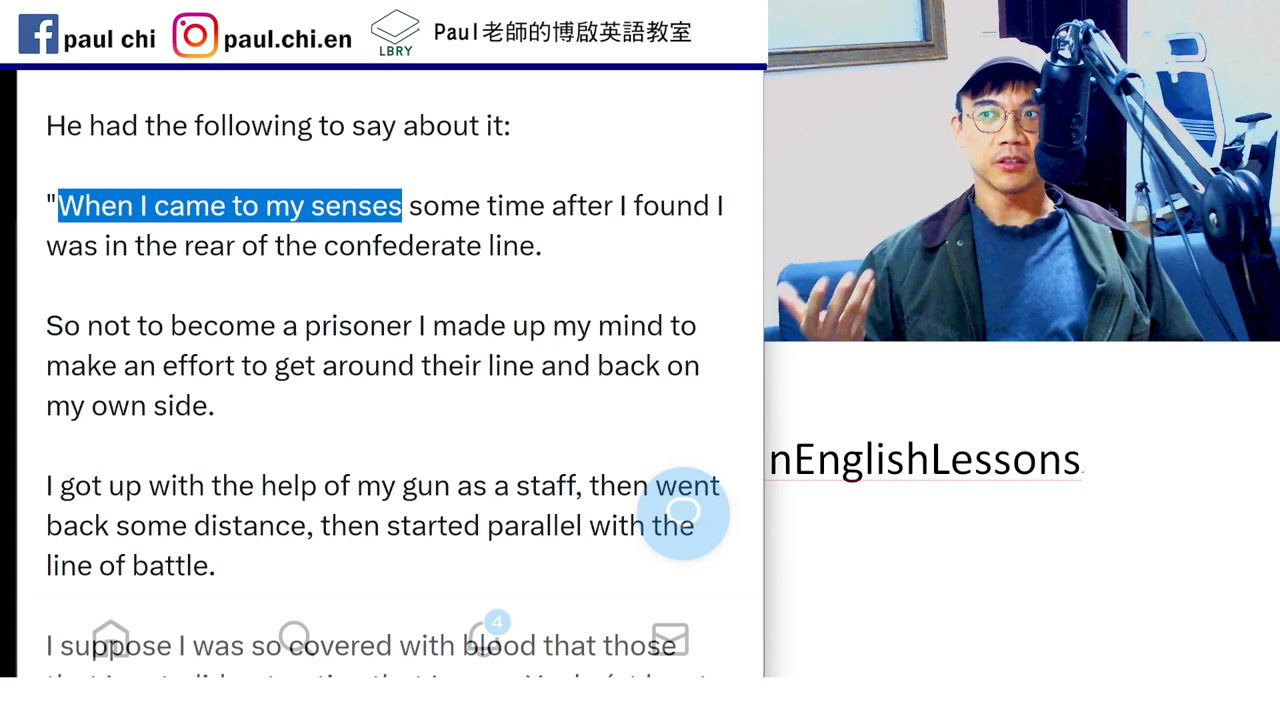 paul chi
paul.chi.en
LBRY
Paul老師的博啟英語教室
He had the following to say about it:
"When I came to my senses some time after I found I
was in the rear of the confederate line.
So not to become a prisoner I made up my mind to
make an effort to get around their line and back on
my own side.
I got up with the help of my gun as a staff, then went
back some distance, then started parallel with the
line of battle.
4
I suppose I was so covered with blood that those
nEnglishLessons